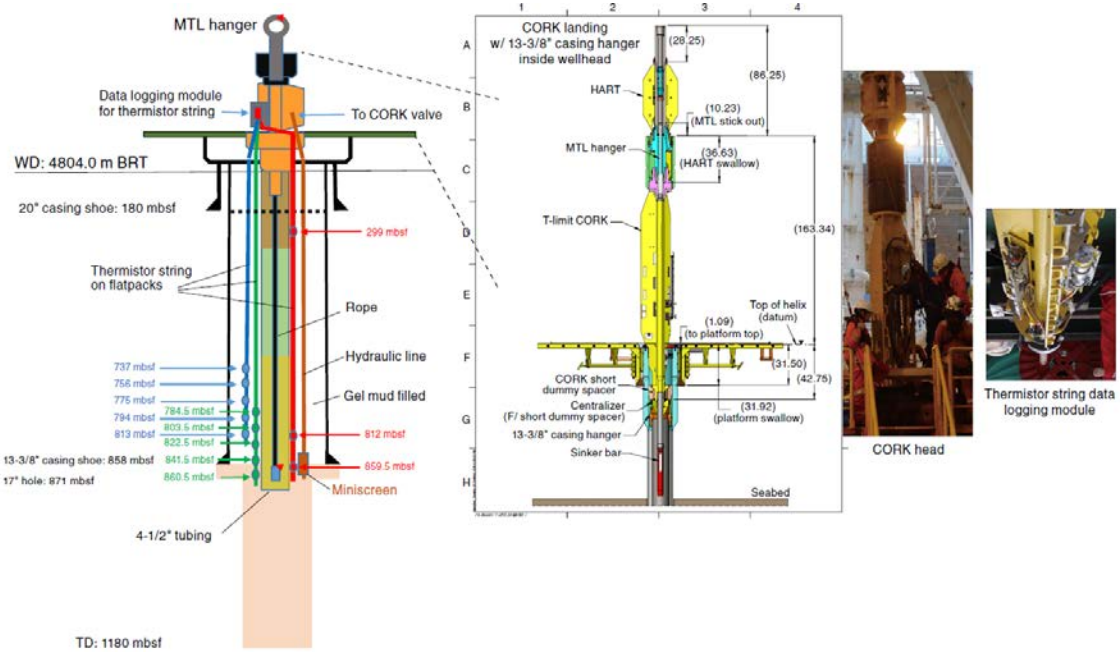 MTL hanger
Data logging module
for thermistor string
To CORK valve
WD: 4804.0 m BRT
20" casing shoe: 180 mbsf
299 mbsf
Thermistor string
on flatpacks
Rope
Hydraulic line
Gel mud filled
737 mbsf
756 mbsf
775 mbsf
784.5 mbsf
794 mbsf
803.5 mbsf
813 mbsf
822.5 mbsf
812 mbsf
841.5 mbsf
13-3/8" casing shoe: 858 mbsf
859.5 mbsf
860.5 mbsf
17" hole: 871 mbsf
Miniscreen
4-1/2" tubing
TD: 1180 mbsf
1 2 3 4
A
B
C
D
E
F
G
H
CORK landing
w/ 13-3/8" casing hanger
inside wellhead
(28.25)
(86.25)
HART
(10.23)
(MTL stick out)
MTL hanger
(36.63)
(HART swallow)
T-limit CORK
(163.34)
Top of helix
(datum)
(1.09)
(to platform top)
(31.50)
(42.75)
CORK short
dummy spacer
(31.92)
(platform swallow)
Centralizer
(F/ short dummy spacer)
13-3/8" casing hanger
Sinker bar
Seabed
1 2 3 4
CORK head
Thermistor string data
logging module